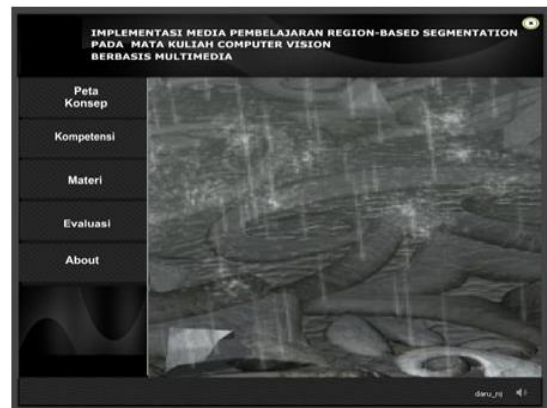 IMPLEMENTASI MEDIA PEMBELAJARAN REGION-BASED SEGMENTATION
PADA MATA KULIAH COMPUTER VISION
BERBASIS MULTIMEDIA
Peta
Konsep
Kompetensi
Materi
Evaluasi
About